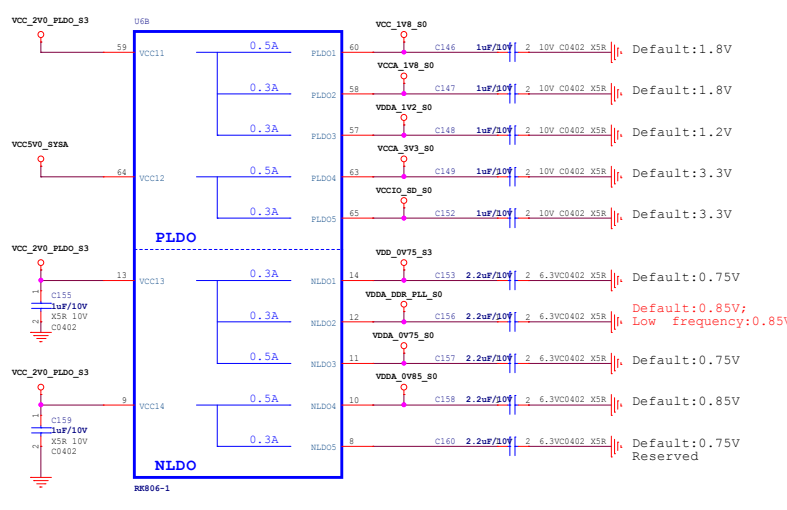 VCC_2V0_PLDO_S3
U6B
VCC_1V8_S0
59
VCC11
0.5A
PLDO1
60
C146
1uF/10V
2
10V C0402 X5R
Default:1.8V
VCCA_1V8_S0
0.3A
PLDO2
58
C147
1uF/10V
2
10V C0402 X5R
Default:1.8V
VDDA_1V2_S0
0.3A
PLDO3
57
C148
1uF/10V
2
10V C0402 X5R
Default:1.2V
VCC5V0_SYSA
VCCA_3V3_S0
64
VCC12
0.5A
PLDO4
63
C149
1uF/10V
2
10V C0402 X5R
Default:3.3V
VCCIO_SD_S0
0.3A
PLDO5
65
C152
1uF/10V
2
10V C0402 X5R
Default:3.3V
PLDO
VCC_2V0_PLDO_S3
VDD_0V75_S3
13
VCC13
0.3A
NLDO1
14
C153
2.2uF/10V
2
6.3VC0402 X5R
Default:0.75V
1
C155
1uF/10V
X5R 10V
2
C0402
VDDA_DDR_PLL_S0
0.3A
NLDO2
12
C156
2.2uF/10V
2
6.3VC0402 X5R
Default:0.85V;
Low frequency:0.85V
VDDA_0V75_S0
0.5A
NLDO3
11
C157
2.2uF/10V
2
6.3VC0402 X5R
Default:0.75V
VCC_2V0_PLDO_S3
VDDA_0V85_S0
9
VCC14
0.5A
NLDO4
10
C158
2.2uF/10V
2
6.3VC0402 X5R
Default:0.85V
1
C159
1uF/10V
X5R 10V
2
C0402
0.3A
NLDO5
8
C160
2.2uF/10V
2
6.3VC0402 X5R
Default:0.75V
Reserved
NLDO
RK806-1